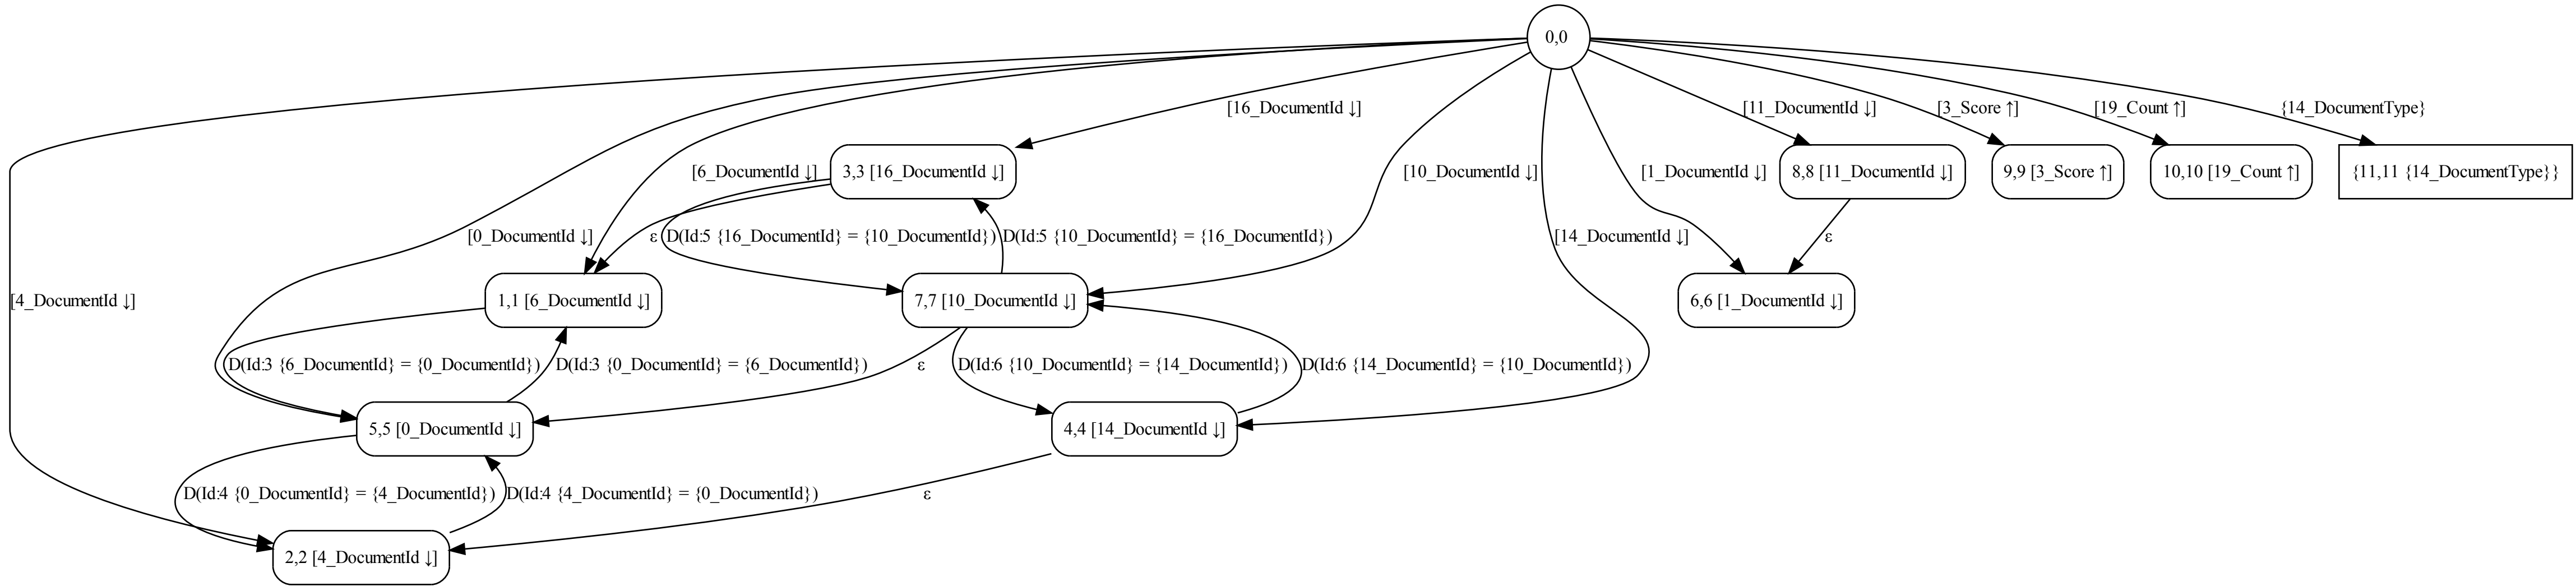 0,0
[16_DocumentId ↓]
[11_DocumentId ↓]
[3_Score ↑]
[19_Count ↑]
{14_DocumentType}
[6_DocumentId ↓]
3,3 [16_DocumentId ↓]
[10_DocumentId ↓]
[1_DocumentId ↓]
8,8 [11_DocumentId ↓]
9,9 [3_Score ↑]
10,10 [19_Count ↑]
{11,11 {14_DocumentType}}
[0_DocumentId ↓]
ε
D(Id:5 {16_DocumentId} = {10_DocumentId})
D(Id:5 {10_DocumentId} = {16_DocumentId})
[14_DocumentId ↓]
ε
[4_DocumentId ↓]
1,1 [6_DocumentId ↓]
7,7 [10_DocumentId ↓]
6,6 [1_DocumentId ↓]
D(Id:3 {6_DocumentId} = {0_DocumentId})
D(Id:3 {0_DocumentId} = {6_DocumentId})
ε
D(Id:6 {10_DocumentId} = {14_DocumentId})
D(Id:6 {14_DocumentId} = {10_DocumentId})
5,5 [0_DocumentId ↓]
4,4 [14_DocumentId ↓]
D(Id:4 {0_DocumentId} = {4_DocumentId})
D(Id:4 {4_DocumentId} = {0_DocumentId})
ε
2,2 [4_DocumentId ↓]